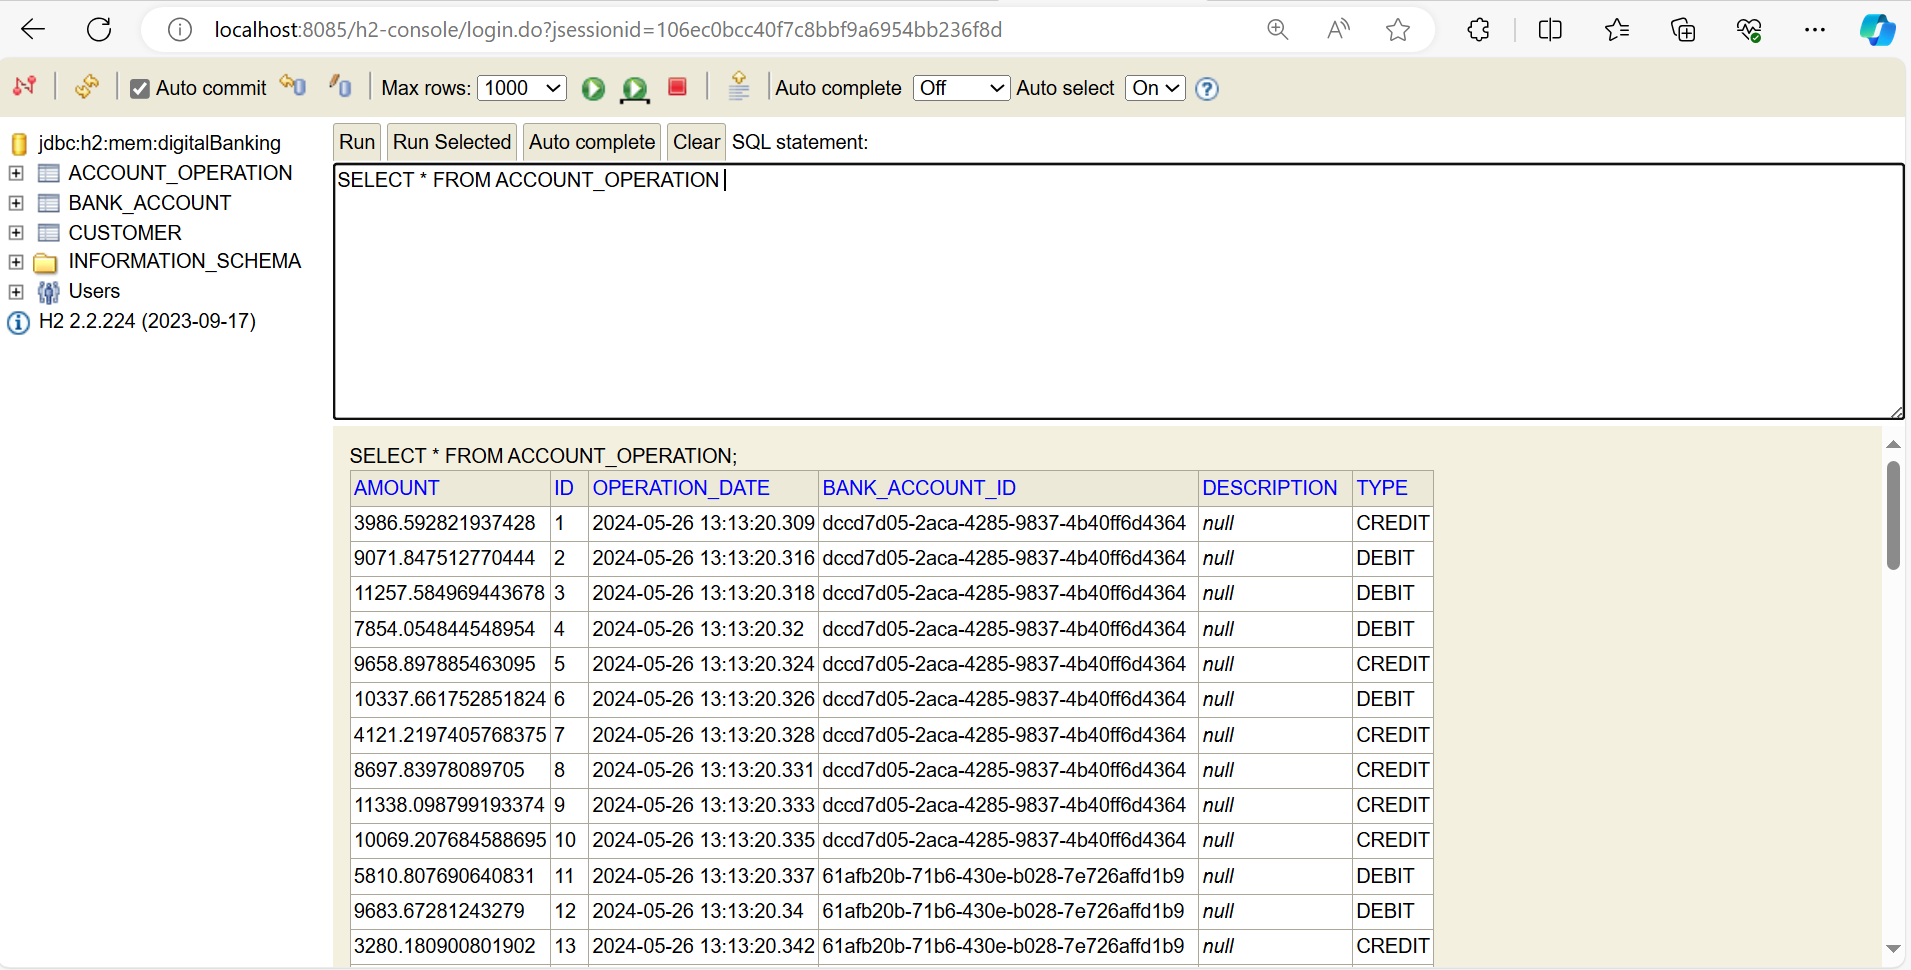 localhost:8085/h2-console/login.do?jsessionid=106ec0bcc40f7c8bbf9a6954bb236f8d
Auto commit Max rows: 1000 Auto complete Off Auto select On
jdbc:h2:mem:digitalBanking
ACCOUNT_OPERATION
BANK_ACCOUNT
CUSTOMER
INFORMATION_SCHEMA
Users
H2 2.2.224 (2023-09-17)
Run Run Selected Auto complete Clear SQL statement:
SELECT * FROM ACCOUNT_OPERATION
SELECT * FROM ACCOUNT_OPERATION;
AMOUNT ID OPERATION_DATE BANK_ACCOUNT_ID DESCRIPTION TYPE
3986.592821937428 1 2024-05-26 13:13:20.309 dccd7d05-2aca-4285-9837-4b40ff6d4364 null CREDIT
9071.847512770444 2 2024-05-26 13:13:20.316 dccd7d05-2aca-4285-9837-4b40ff6d4364 null DEBIT
11257.584969443678 3 2024-05-26 13:13:20.318 dccd7d05-2aca-4285-9837-4b40ff6d4364 null DEBIT
7854.054844548954 4 2024-05-26 13:13:20.32 dccd7d05-2aca-4285-9837-4b40ff6d4364 null DEBIT
9658.897885463095 5 2024-05-26 13:13:20.324 dccd7d05-2aca-4285-9837-4b40ff6d4364 null CREDIT
10337.661752851824 6 2024-05-26 13:13:20.326 dccd7d05-2aca-4285-9837-4b40ff6d4364 null DEBIT
4121.2197405768375 7 2024-05-26 13:13:20.328 dccd7d05-2aca-4285-9837-4b40ff6d4364 null CREDIT
8697.83978089705 8 2024-05-26 13:13:20.331 dccd7d05-2aca-4285-9837-4b40ff6d4364 null CREDIT
11338.098799193374 9 2024-05-26 13:13:20.333 dccd7d05-2aca-4285-9837-4b40ff6d4364 null CREDIT
10069.207684588695 10 2024-05-26 13:13:20.335 dccd7d05-2aca-4285-9837-4b40ff6d4364 null CREDIT
5810.807690640831 11 2024-05-26 13:13:20.337 61afb20b-71b6-430e-b028-7e726affd1b9 null DEBIT
9683.67281243279 12 2024-05-26 13:13:20.34 61afb20b-71b6-430e-b028-7e726affd1b9 null DEBIT
3280.180900801902 13 2024-05-26 13:13:20.342 61afb20b-71b6-430e-b028-7e726affd1b9 null CREDIT